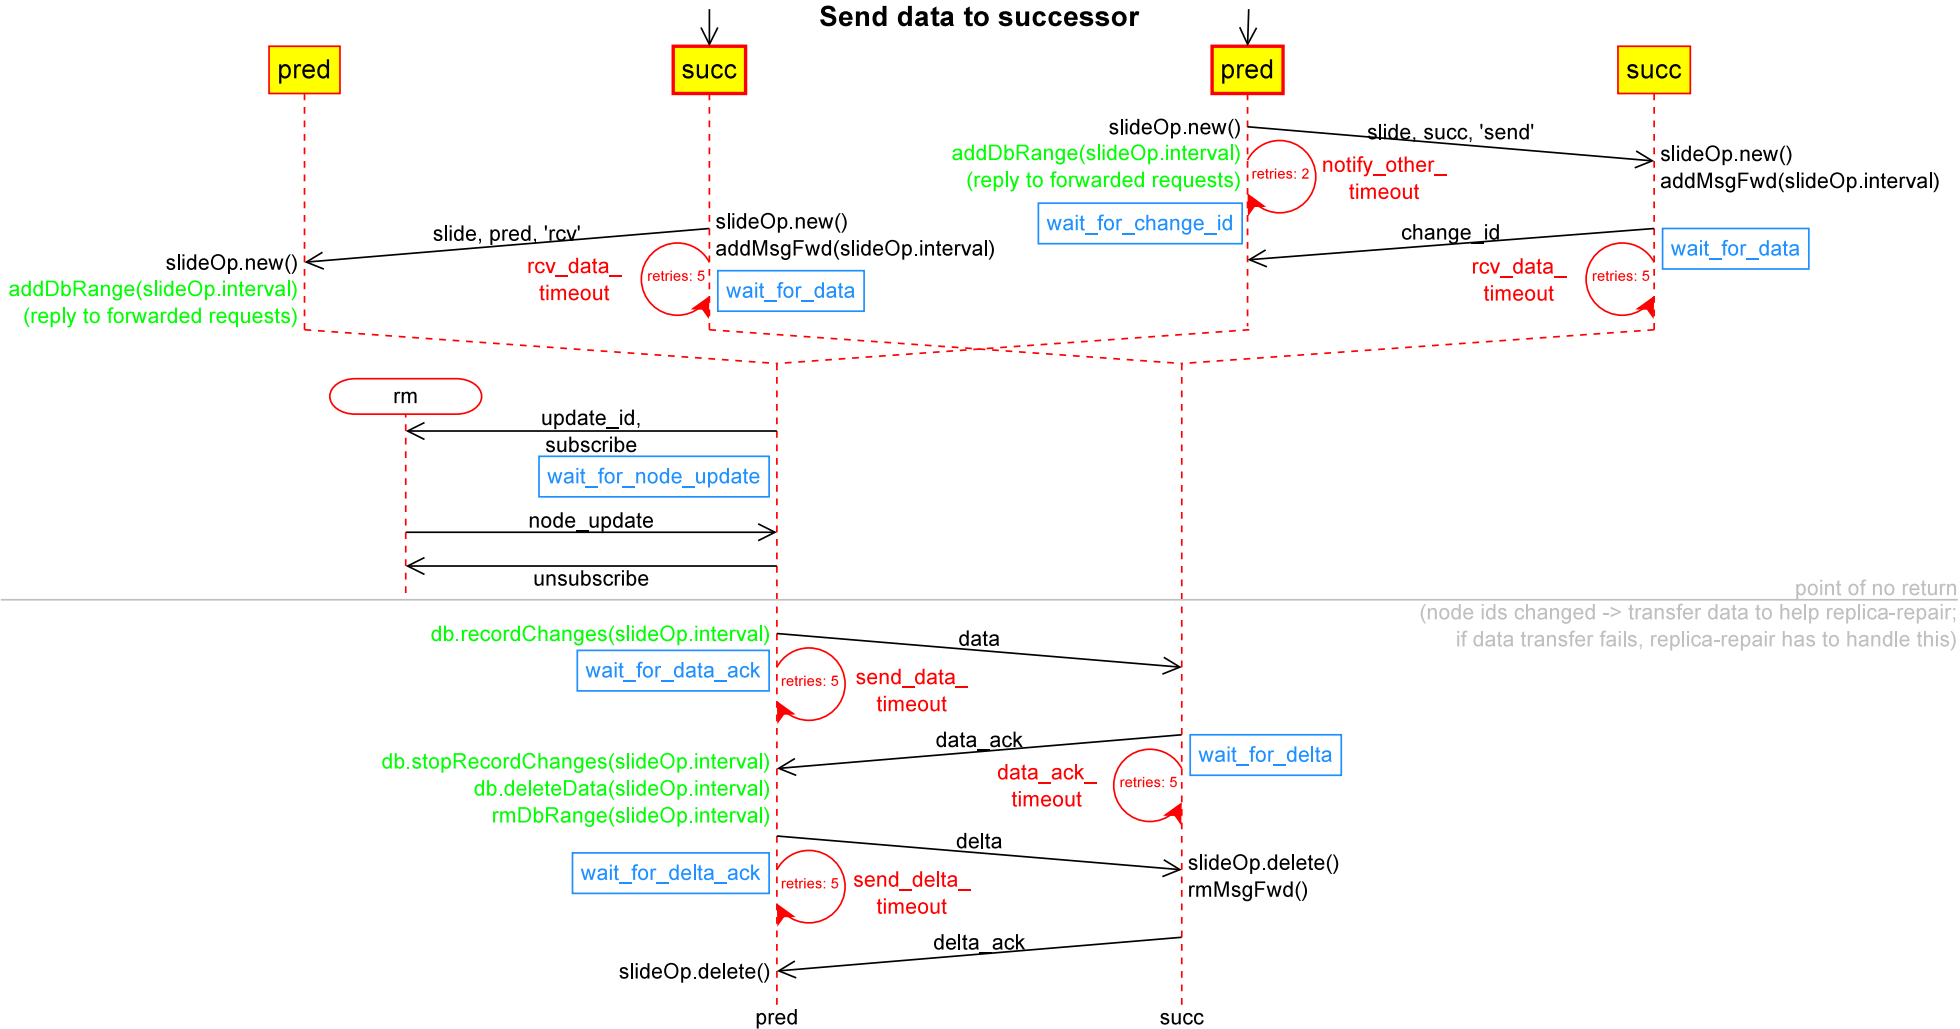 Send data to successor
pred
succ
pred
succ
slideOp.new()
addDbRange(slideOp.interval)
(reply to forwarded requests)
wait_for_change_id
retries: 2
notify_other_
timeout
slide, succ, 'send'
slideOp.new()
addMsgFwd(slideOp.interval)
slide, pred, 'rcv'
slideOp.new()
addMsgFwd(slideOp.interval)
wait_for_data
rcv_data_
timeout
retries: 5
slideOp.new()
addDbRange(slideOp.interval)
(reply to forwarded requests)
change_id
wait_for_data
rcv_data_
timeout
retries: 5
rm
update_id,
subscribe
wait_for_node_update
node_update
unsubscribe
point of no return
(node ids changed -> transfer data to help replica-repair;
if data transfer fails, replica-repair has to handle this)
db.recordChanges(slideOp.interval)
data
wait_for_data_ack
retries: 5
send_data_
timeout
data_ack
wait_for_delta
db.stopRecordChanges(slideOp.interval)
db.deleteData(slideOp.interval)
rmDbRange(slideOp.interval)
data_ack_
timeout
retries: 5
delta
slideOp.delete()
rmMsgFwd()
wait_for_delta_ack
retries: 5
send_delta_
timeout
delta_ack
slideOp.delete()
pred
succ